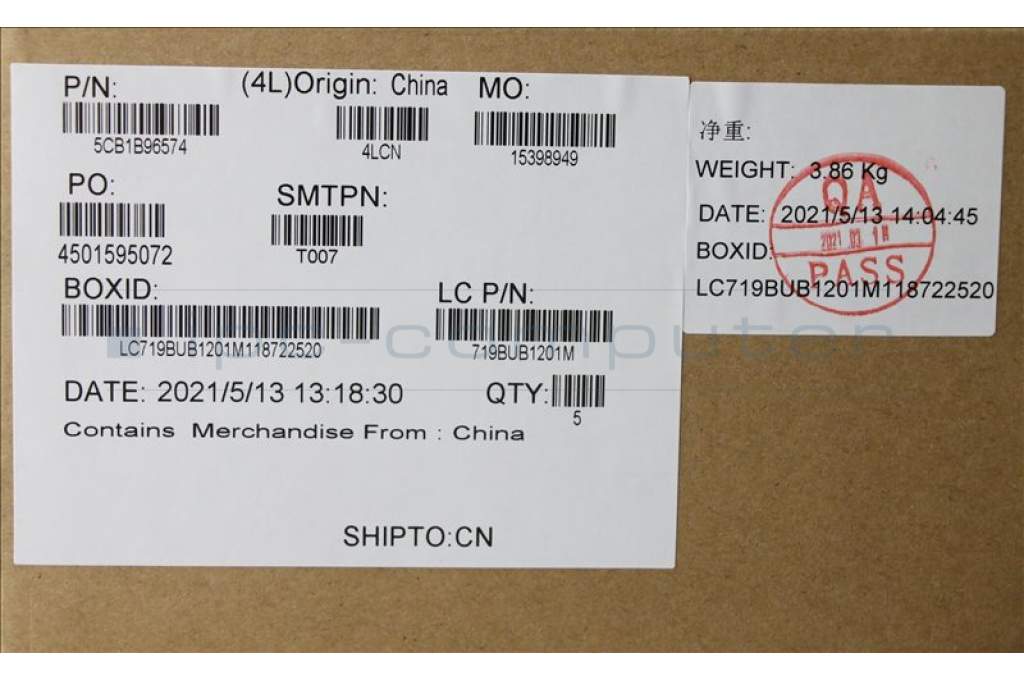 P/N: (4L)Origin: China MO:
5CB1B96574 4LCN 15398949
PO: SMTPN:
4501595072 T007
BOXID: LC P/N:
LC719BUB1201M118722520 719BUB1201M
DATE: 2021/5/13 13:18:30 QTY:
5
Contains Merchandise From : China
SHIPTO:CN
净重:
WEIGHT: 3.86 Kg
DATE: 2021/5/13 14:04:45
BOXID:
LC719BUB1201M118722520
QA
PASS
ipc-computer